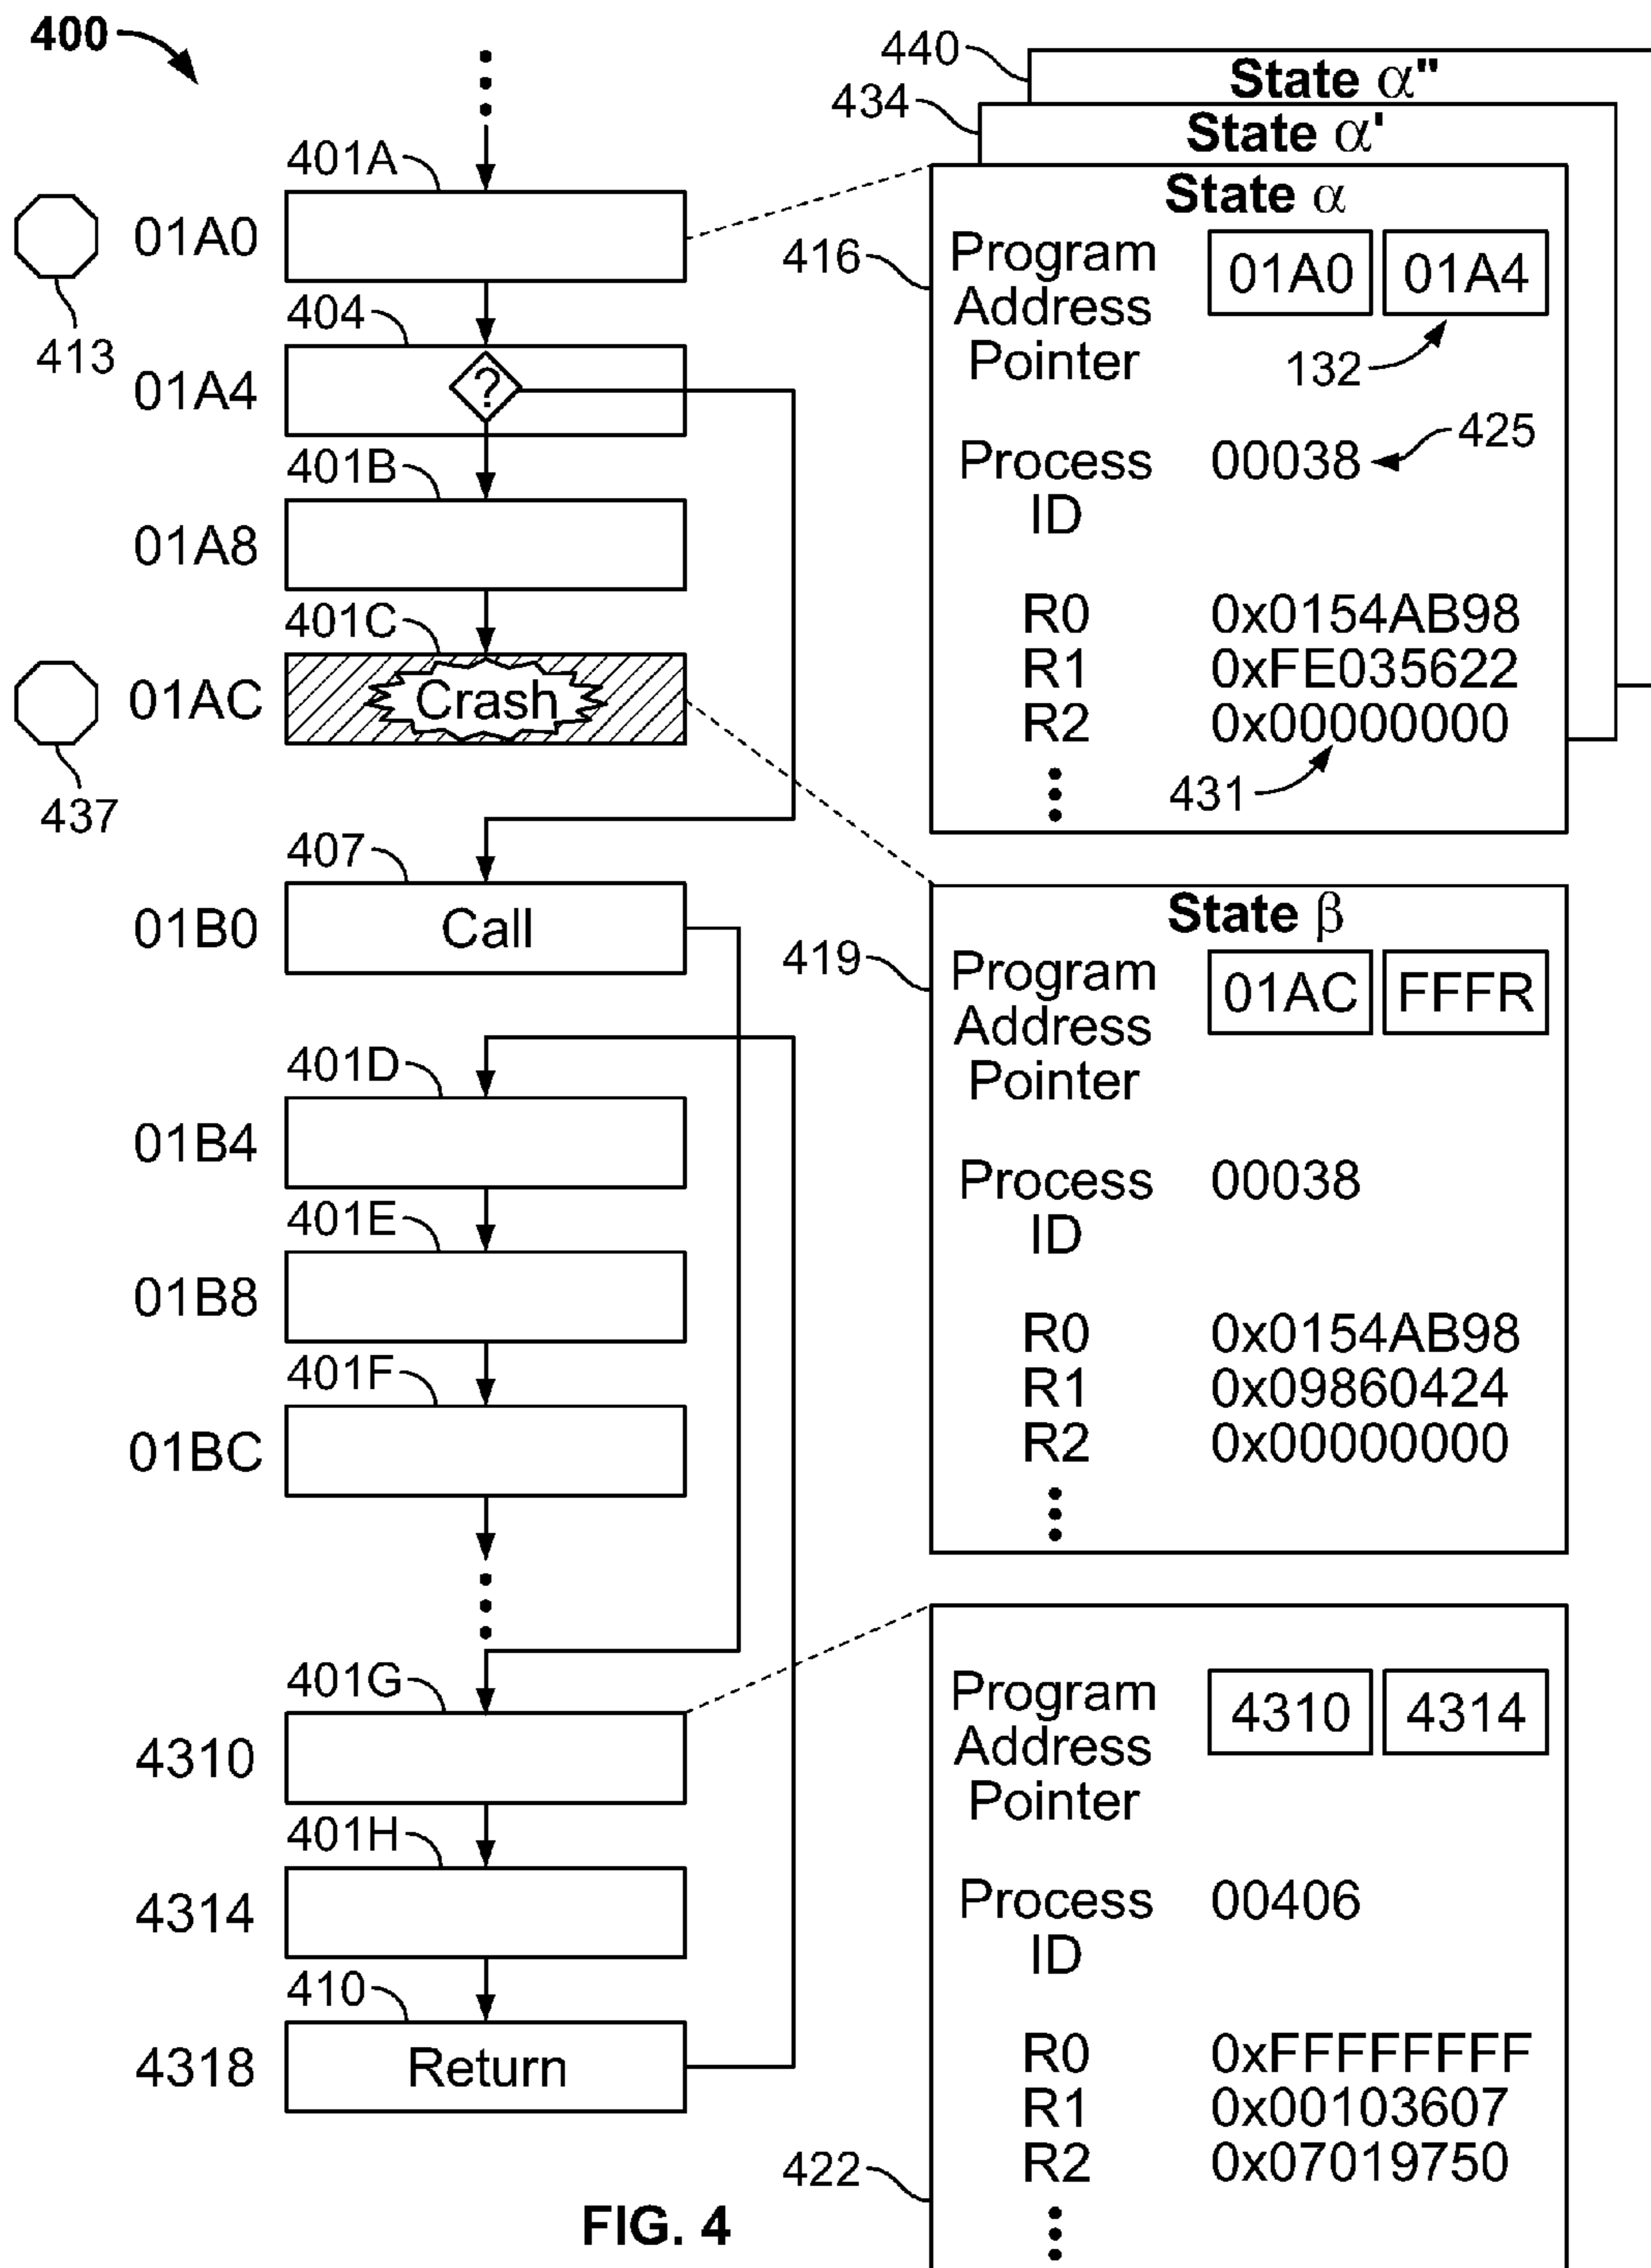 400
401A
01A0
413
404
01A4
?
401B
01A8
401C
01AC
Crash
437
407
01B0
Call
401D
01B4
401E
01B8
401F
01BC
401G
4310
401H
4314
410
4318
Return
440
State α"
434
State α'
State α
416
Program
Address
Pointer
01A0 01A4
132
Process
ID
00038
425
R0 0x0154AB98
R1 0xFE035622
R2 0x00000000
431
State β
419
Program
Address
Pointer
01AC FFFR
Process
ID
00038
R0 0x0154AB98
R1 0x09860424
R2 0x00000000
Program
Address
Pointer
4310 4314
Process
ID
00406
R0 0xFFFFFFFF
R1 0x00103607
R2 0x07019750
422
FIG. 4